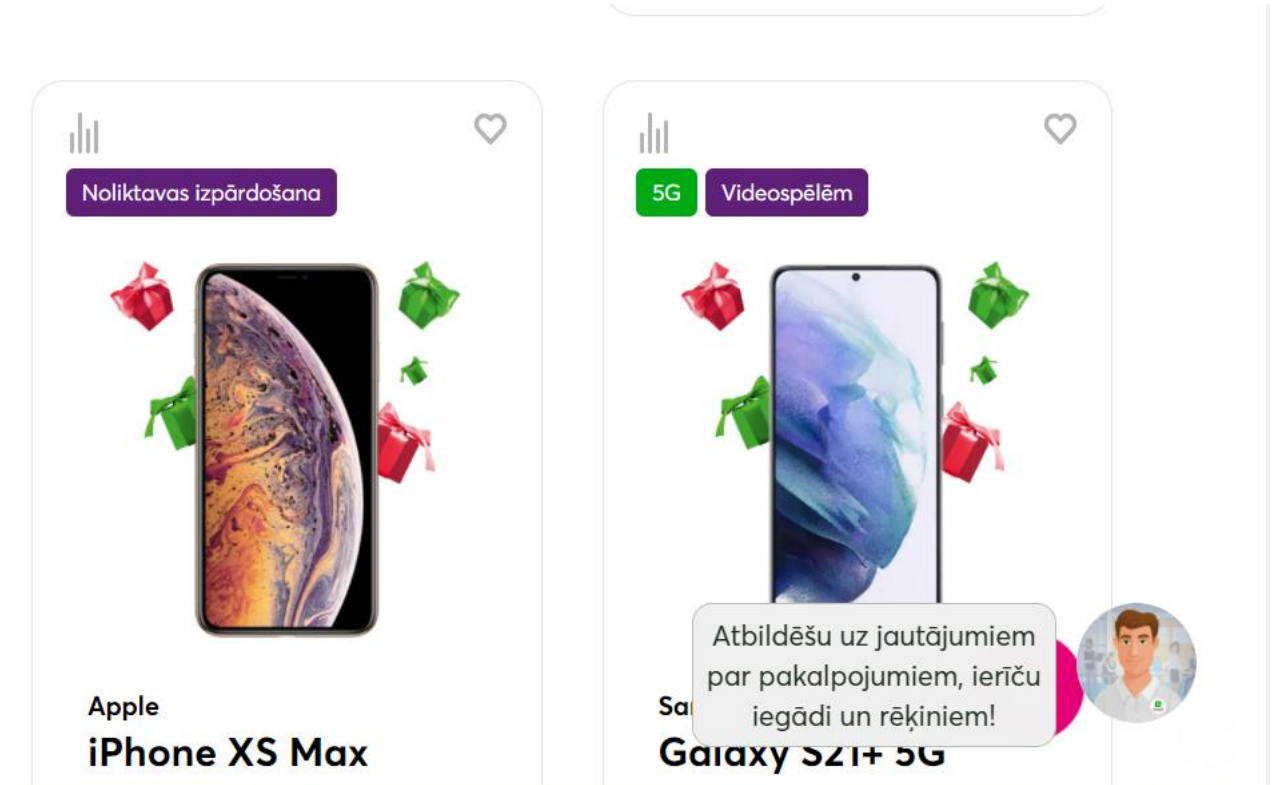 Noliktavas izpārdošana
5G Videospēlēm
Atbildēšu uz jautājumiem
par pakalpojumiem, ierīču
iegādi un rēķiniem!
Apple
iPhone XS Max
Galaxy S21+ 5G